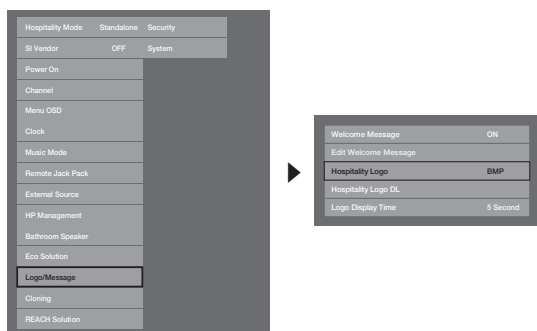 Hospitality Mode Standalone Security
SI Vendor OFF System
Power On
Channel
Menu OSD
Clock
Music Mode
Remote Jack Pack
External Source
HP Management
Bathroom Speaker
Eco Solution
Logo/Message
Cloning
REACH Solution
Welcome Message ON
Edit Welcome Message
Hospitality Logo BMP
Hospitality Logo DL
Logo Display Time 5 Second